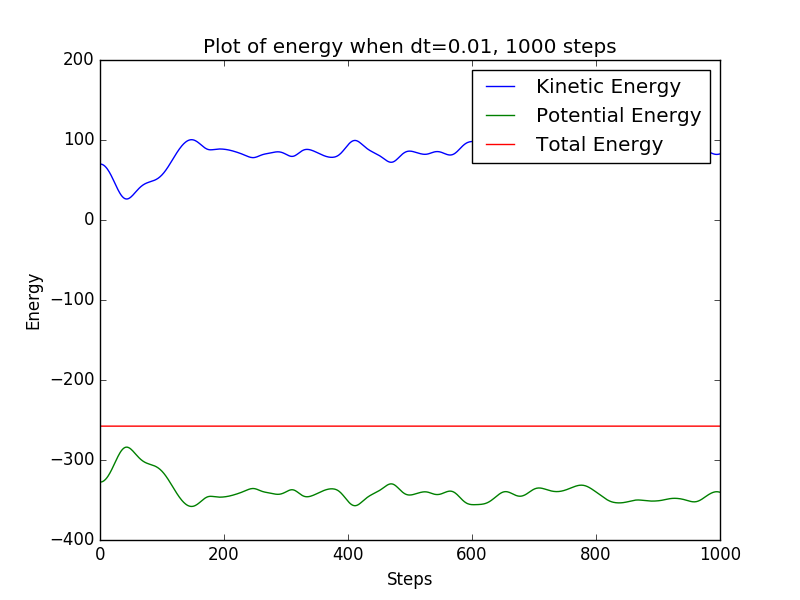 Plot of energy when dt=0.01, 1000 steps
200
100
0
−100
−200
−300
−400
Energy
Kinetic Energy
Potential Energy
Total Energy
0 200 400 600 800 1000
Steps